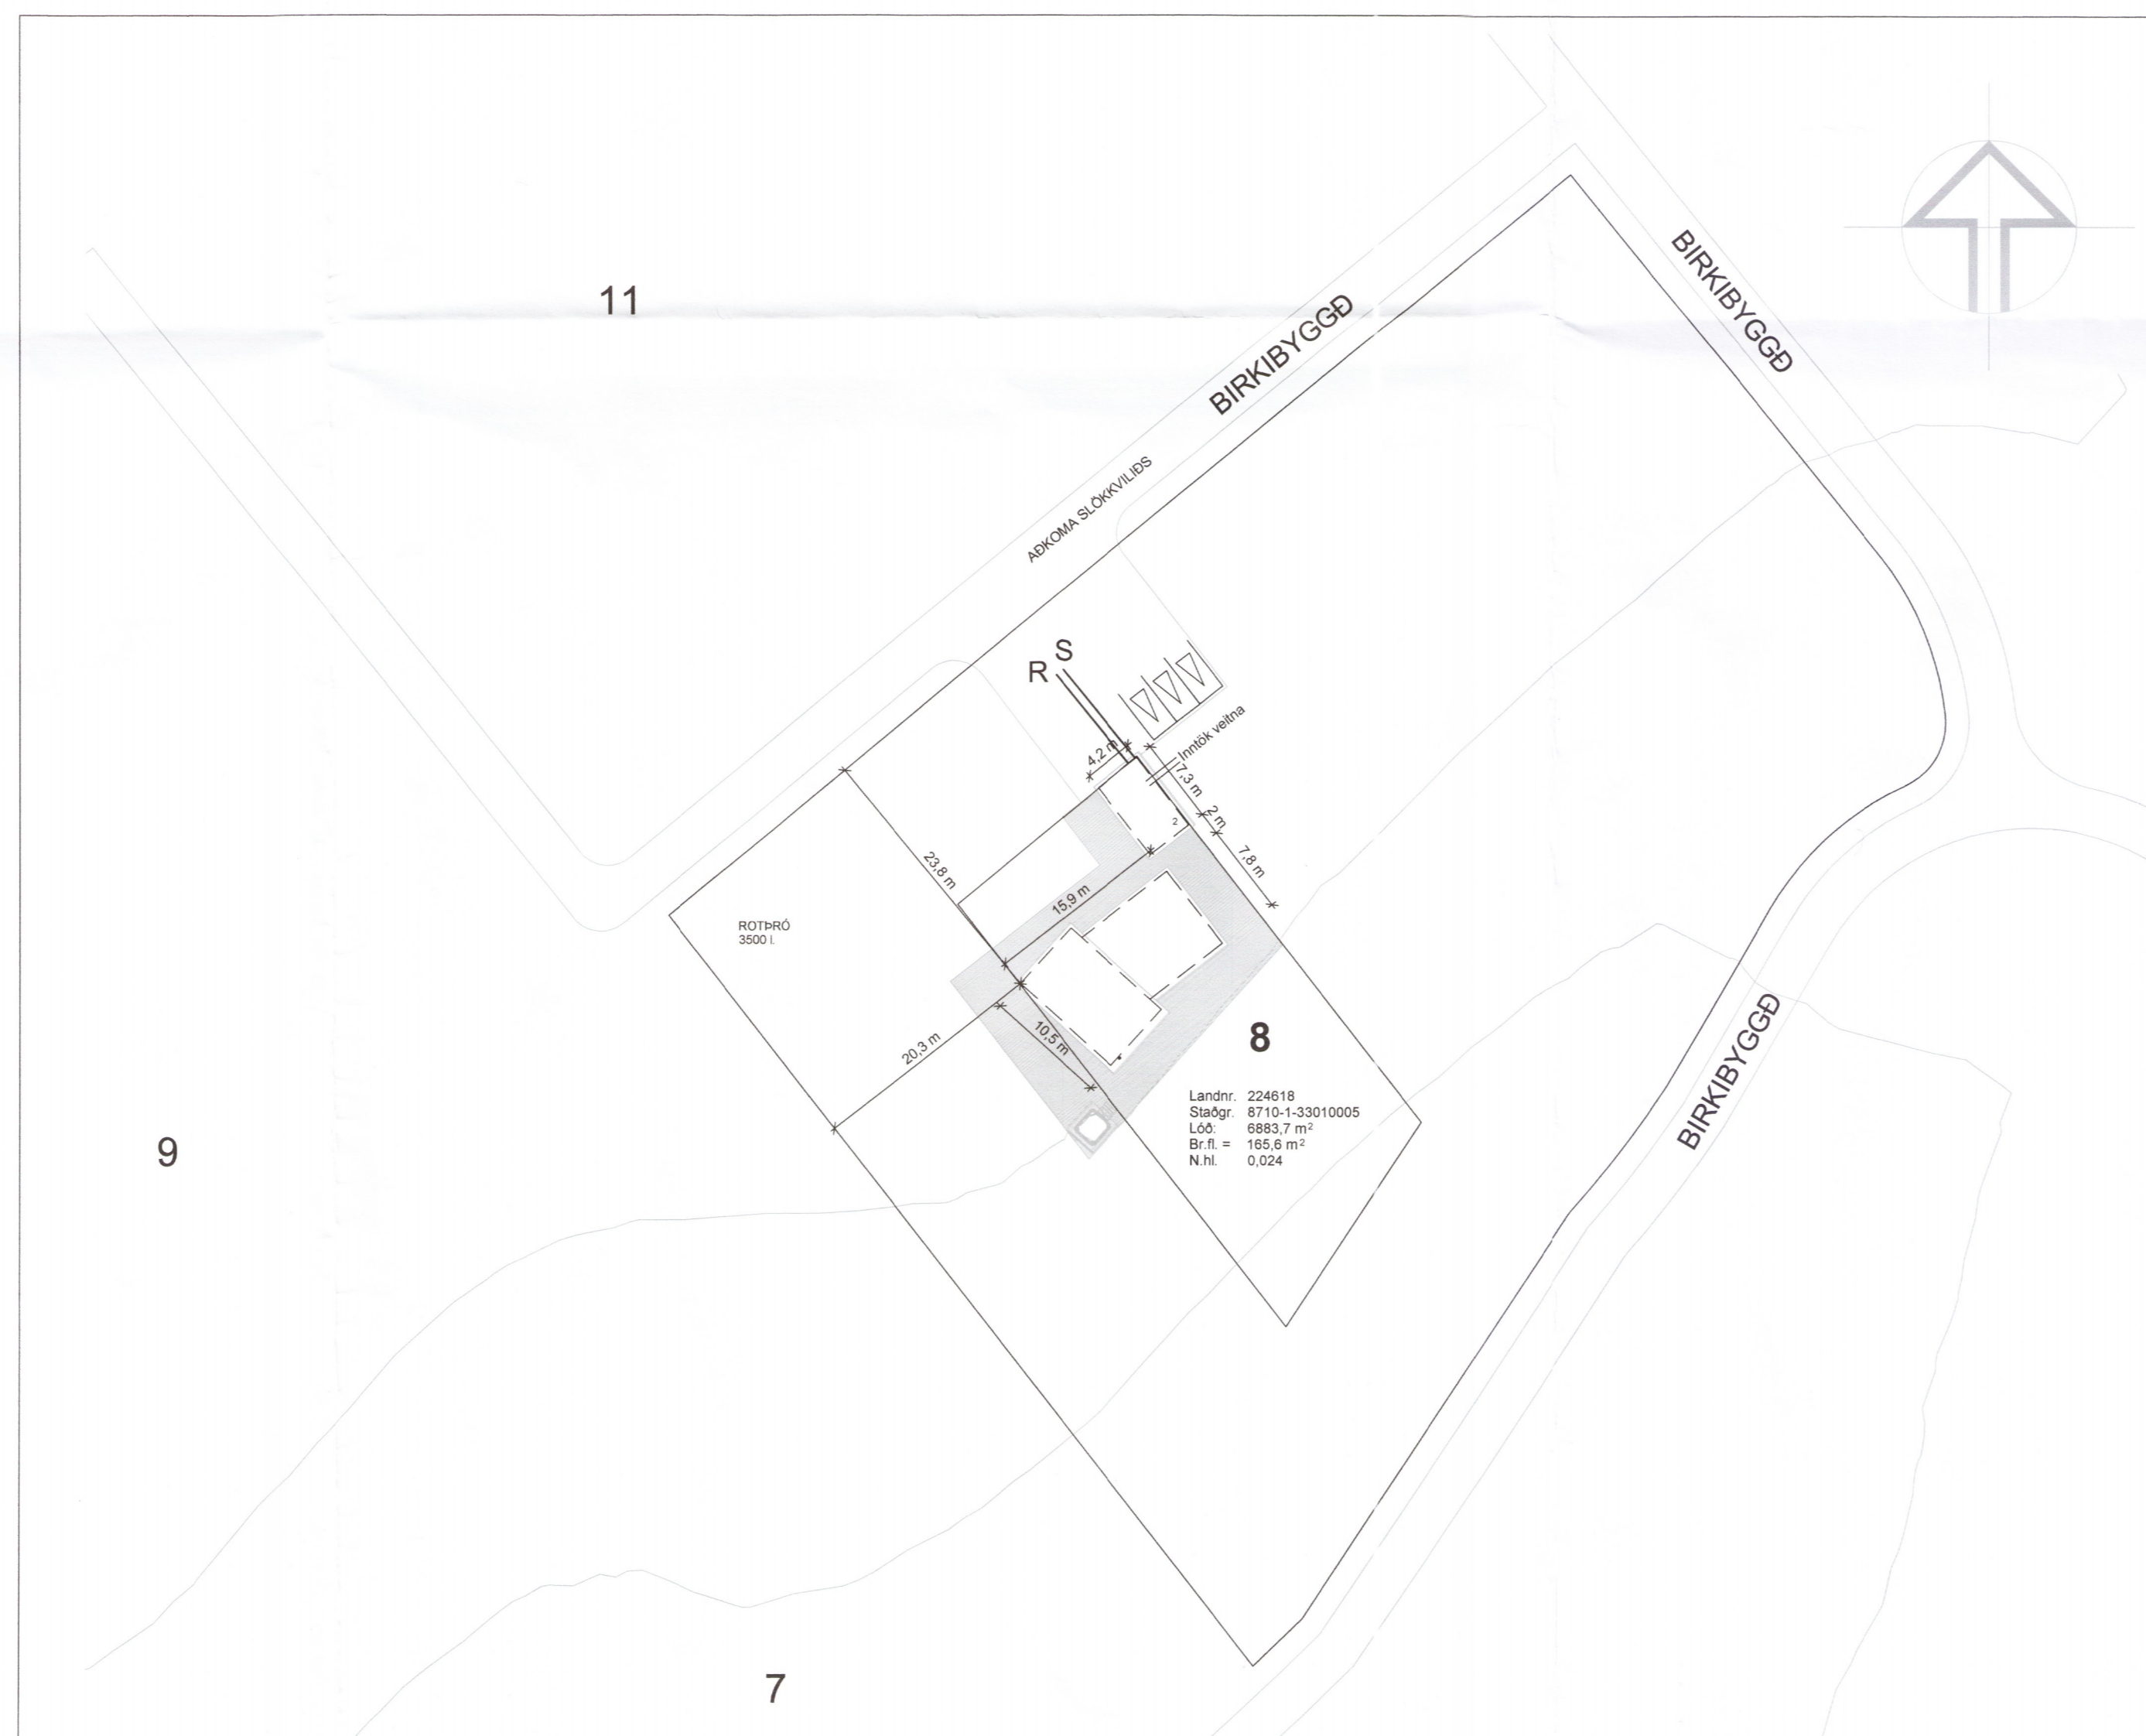 11
BIRKIBYGGÐ
BIRKIBYGGÐ
AÐKOMA SLÖKKVILIÐS
S
R
Inntök veitna
4,2 m
7,3 m
2 m
2
7,8 m
23,8 m
15,9 m
ROTÞRÓ
3500 l.
10,5 m
20,3 m
8
Landnr. 224618
Staðgr. 8710-1-33010005
Lóð: 6883,7 m²
Br.fl. = 165,6 m²
N.hl. 0,024
BIRKIBYGGÐ
9
7